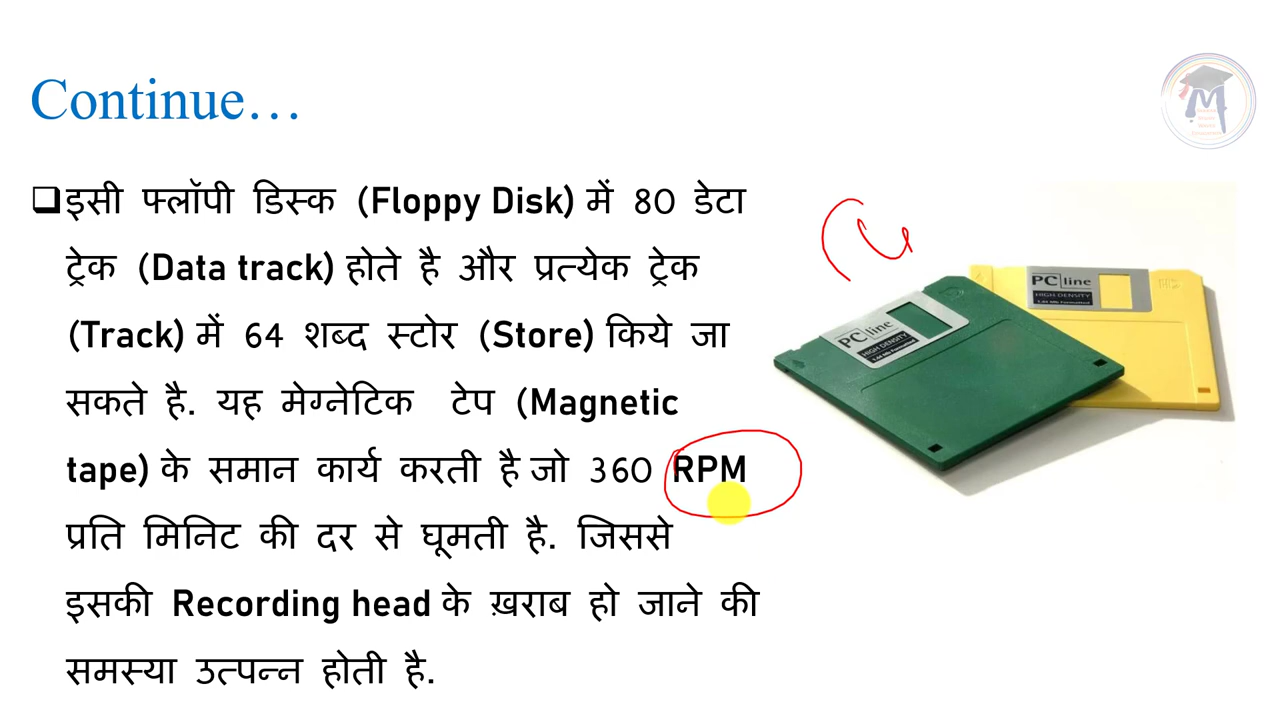 Continue…
❑इसी फ्लॉपी डिस्क (Floppy Disk) में 80 डेटा
ट्रेक (Data track) होते है और प्रत्येक ट्रेक
(Track) में 64 शब्द स्टोर (Store) किये जा
सकते है. यह मेग्नेटिक टेप (Magnetic
tape) के समान कार्य करती है जो 360 RPM
प्रति मिनिट की दर से घूमती है. जिससे
इसकी Recording head के ख़राब हो जाने की
समस्या उत्पन्न होती है.
PC line
HIGH DENSITY
PC line
HIGH DENSITY